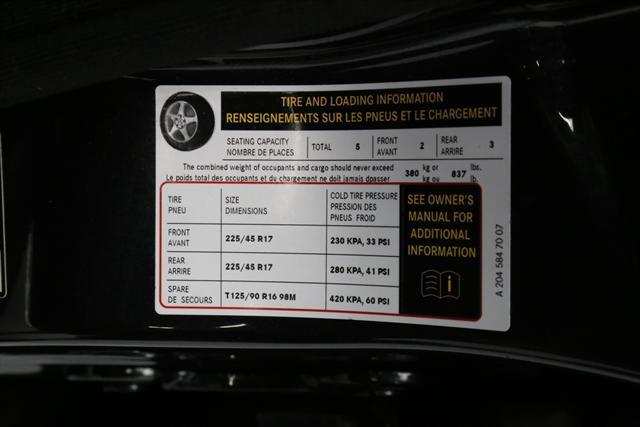 TIRE AND LOADING INFORMATION
RENSEIGNEMENTS SUR LES PNEUS ET LE CHARGEMENT
SEATING CAPACITY TOTAL 5 FRONT 2 REAR 3
NOMBRE DE PLACES AVANT ARRIÈRE
The combined weight of occupants and cargo should never exceed 380 kg or 837 lbs.
Le poids total des occupants et du chargement ne doit jamais dpasser kg ou lb.
TIRE SIZE COLD TIRE PRESSURE
PNEU DIMENSIONS PRESSION DES
PNEUS FROID
FRONT
AVANT 225/45 R17 230 KPA, 33 PSI
REAR
ARRIERE 225/45 R17 280 KPA, 41 PSI
SPARE
DE SECOURS T125/90 R16 98M 420 KPA, 60 PSI
SEE OWNER'S
MANUAL FOR
ADDITIONAL
INFORMATION
A 204 584 70 07